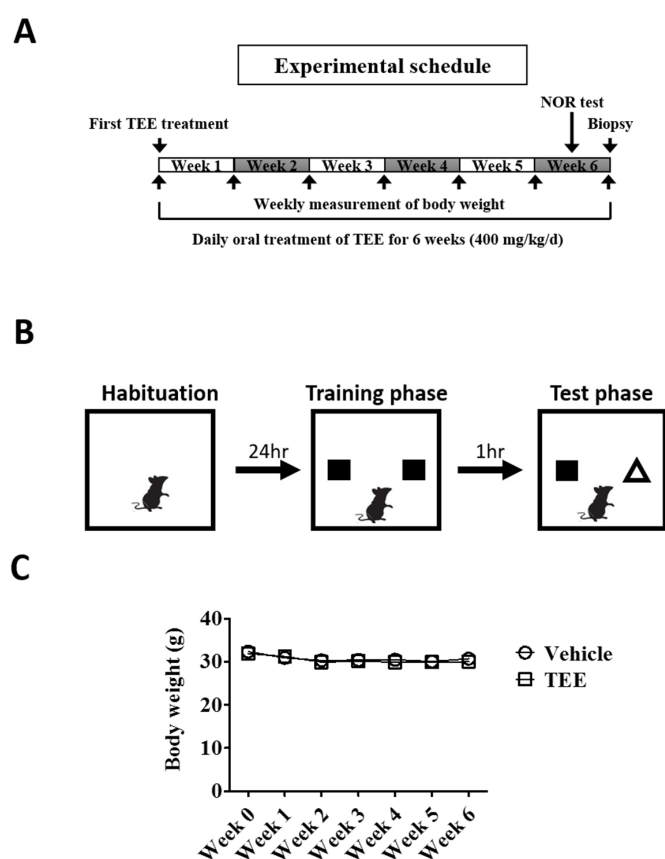 A
Experimental schedule
NOR test
First TEE treatment
Biopsy
Week 1 Week 2 Week 3 Week 4 Week 5 Week 6
Weekly measurement of body weight
Daily oral treatment of TEE for 6 weeks (400 mg/kg/d)
B
Habituation Training phase Test phase
24hr 1hr
C
Body weight (g)
40
30
20
10
0
Vehicle
TEE
Week 0 Week 1 Week 2 Week 3 Week 4 Week 5 Week 6